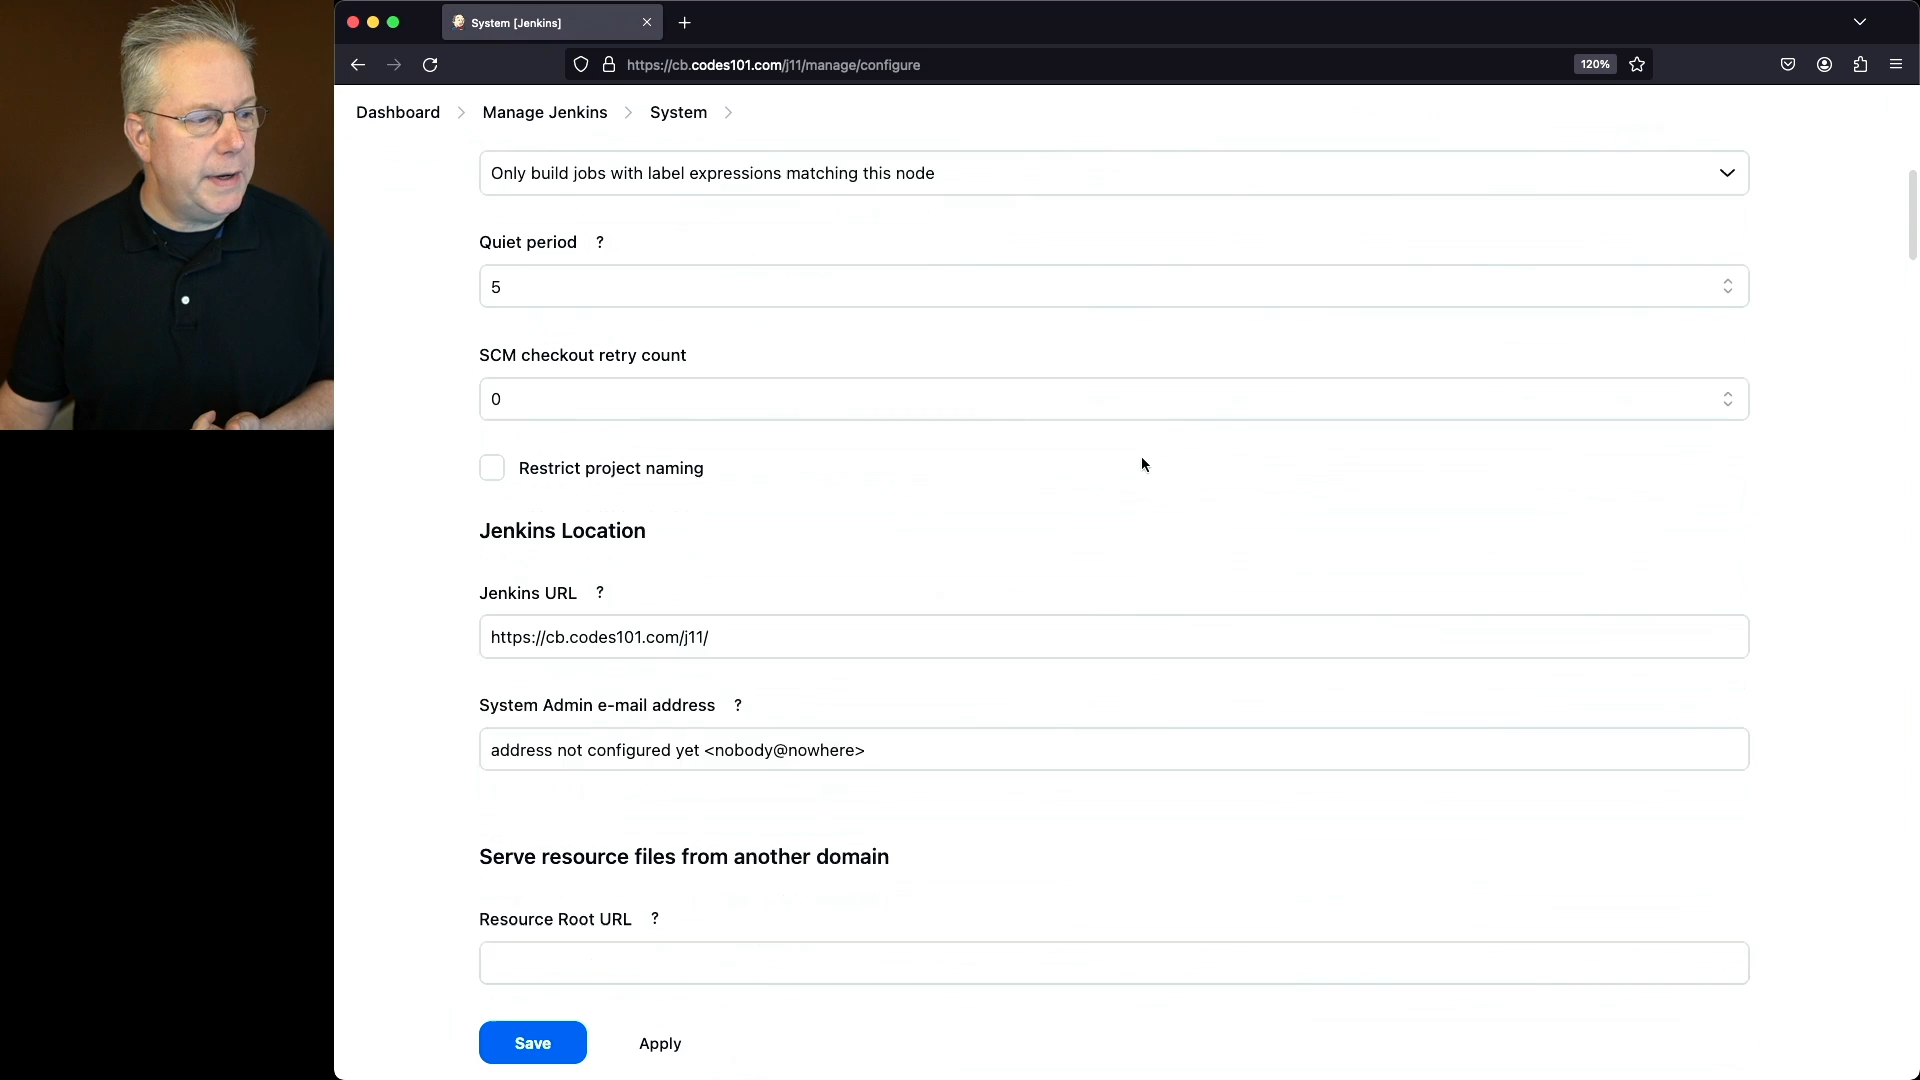 System [Jenkins]
https://cb.codes101.com/j11/manage/configure
120%
Dashboard
Manage Jenkins
System
Only build jobs with label expressions matching this node
Quiet period ?
5
SCM checkout retry count
0
Restrict project naming
Jenkins Location
Jenkins URL ?
https://cb.codes101.com/j11/
System Admin e-mail address ?
address not configured yet <nobody@nowhere>
Serve resource files from another domain
Resource Root URL ?
Save
Apply